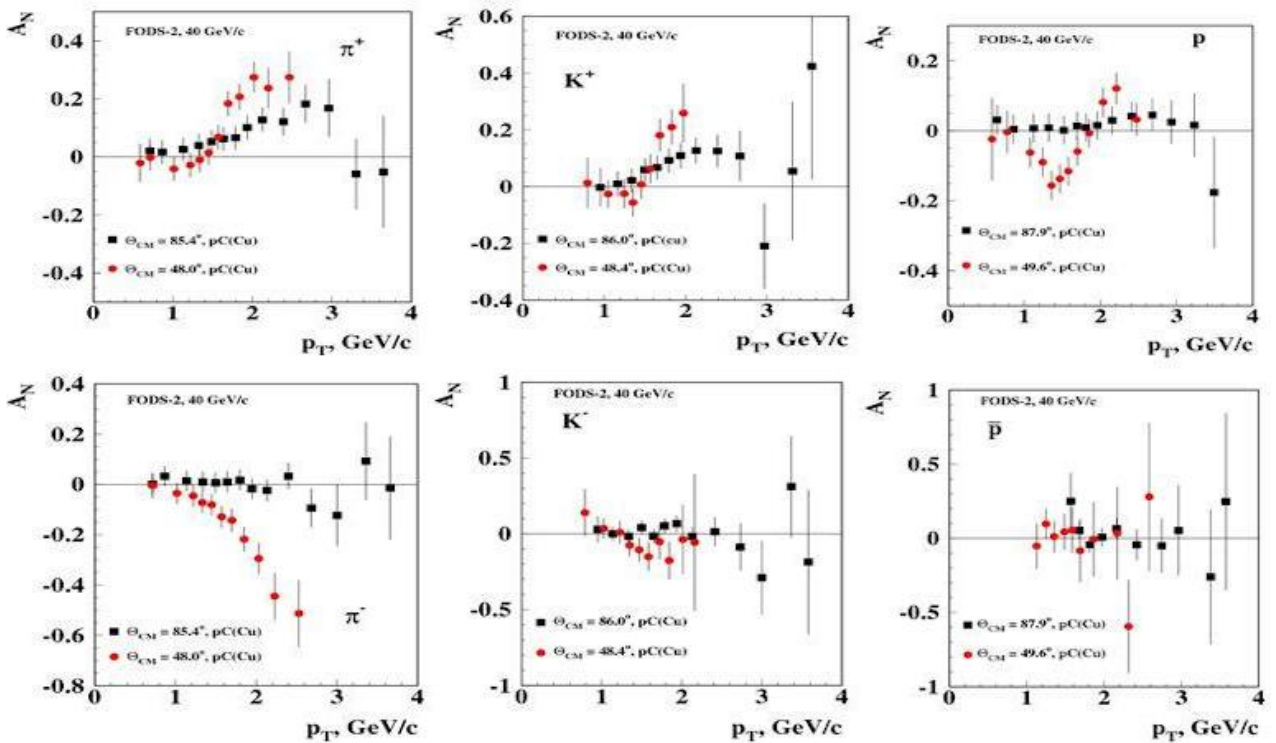 A_N
FODS-2, 40 GeV/c
π⁺
0.4
0.2
0
-0.2
-0.4
Θ_CM = 85.4°, pC(Cu)
Θ_CM = 48.0°, pC(Cu)
0 1 2 3 4
p_T, GeV/c
A_N
FODS-2, 40 GeV/c
K⁺
0.6
0.4
0.2
0
-0.2
-0.4
Θ_CM = 86.0°, pC(cu)
Θ_CM = 48.4°, pC(Cu)
0 1 2 3 4
p_T, GeV/c
A_N
FODS-2, 40 GeV/c
p
0.2
0
-0.2
-0.4
Θ_CM = 87.9°, pC(Cu)
Θ_CM = 49.6°, pC(Cu)
0 1 2 3 4
p_T, GeV/c
A_N
FODS-2, 40 GeV/c
0.4
0.2
0
-0.2
-0.4
-0.6
-0.8
π⁻
Θ_CM = 85.4°, pC(Cu)
Θ_CM = 48.0°, pC(Cu)
0 1 2 3 4
p_T, GeV/c
A_N
FODS-2, 40 GeV/c
K⁻
1
0.5
0
-0.5
-1
Θ_CM = 86.0°, pC(Cu)
Θ_CM = 48.4°, pC(Cu)
0 1 2 3 4
p_T, GeV/c
A_N
FODS-2, 40 GeV/c
p̅
1
0.5
0
-0.5
-1
Θ_CM = 87.9°, pC(Cu)
Θ_CM = 49.6°, pC(Cu)
0 1 2 3 4
p_T, GeV/c